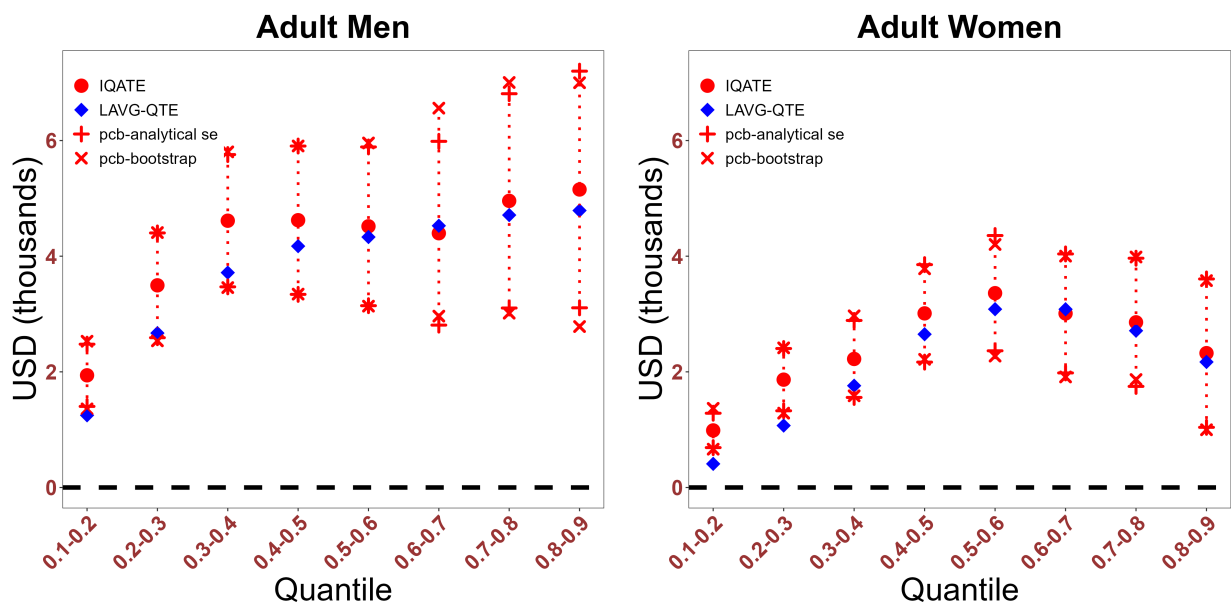 Adult Men
IQATE
LAVG-QTE
pcb-analytical se
pcb-bootstrap
USD (thousands)
6
4
2
0
0.1-0.2
0.2-0.3
0.3-0.4
0.4-0.5
0.5-0.6
0.6-0.7
0.7-0.8
0.8-0.9
Quantile
Adult Women
IQATE
LAVG-QTE
pcb-analytical se
pcb-bootstrap
USD (thousands)
6
4
2
0
0.1-0.2
0.2-0.3
0.3-0.4
0.4-0.5
0.5-0.6
0.6-0.7
0.7-0.8
0.8-0.9
Quantile